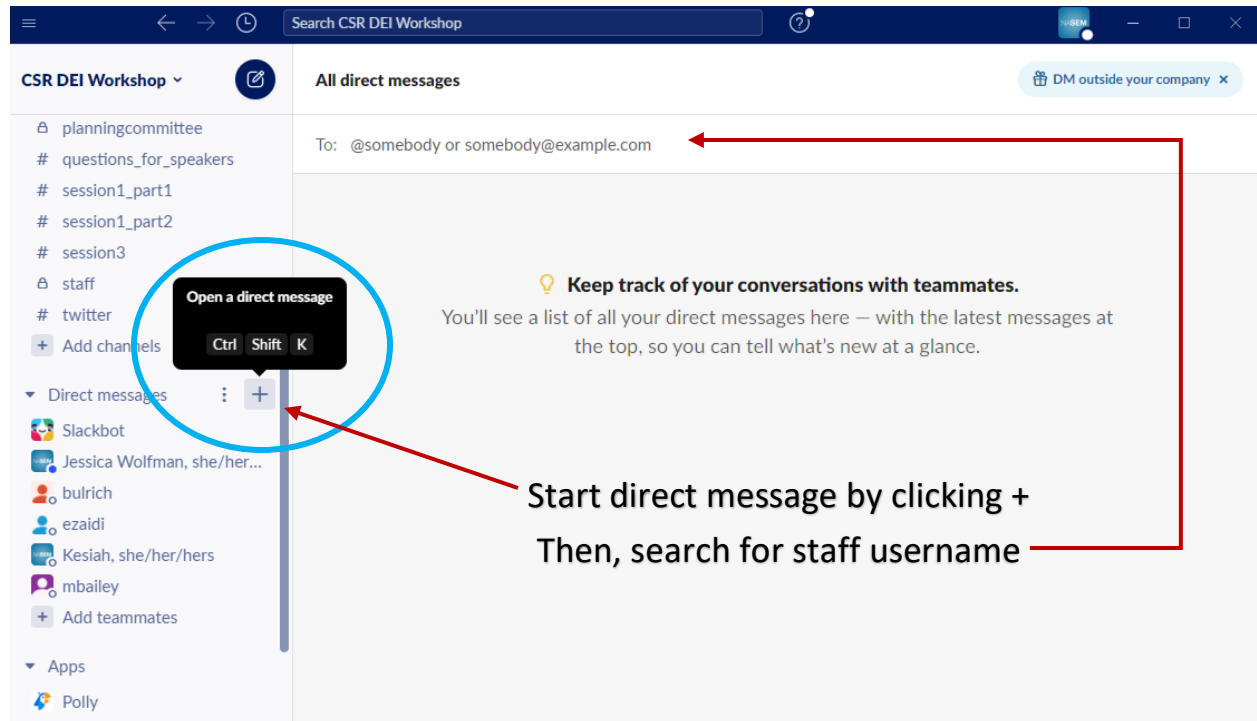 Search CSR DEI Workshop
NASEM
CSR DEI Workshop
All direct messages
DM outside your company
planningcommittee
# questions_for_speakers
# session1_part1
# session1_part2
# session3
staff
# twitter
+ Add channels
Open a direct message
Ctrl Shift K
To: @somebody or somebody@example.com
Keep track of your conversations with teammates.
You'll see a list of all your direct messages here — with the latest messages at
the top, so you can tell what's new at a glance.
Direct messages
Slackbot
Jessica Wolfman, she/her...
bulrich
ezaidi
Kesiah, she/her/hers
mbailey
+ Add teammates
Apps
Polly
Start direct message by clicking +
Then, search for staff username